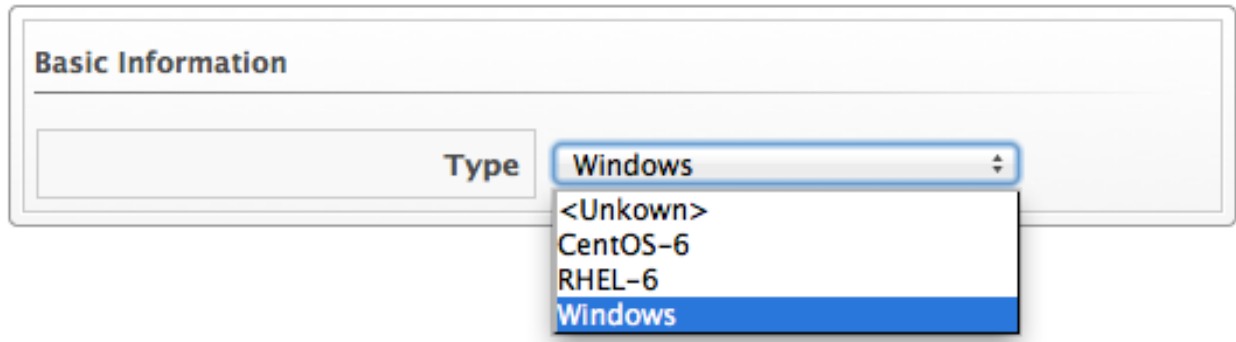 Basic Information
Type Windows
<Unkown>
CentOS-6
RHEL-6
Windows